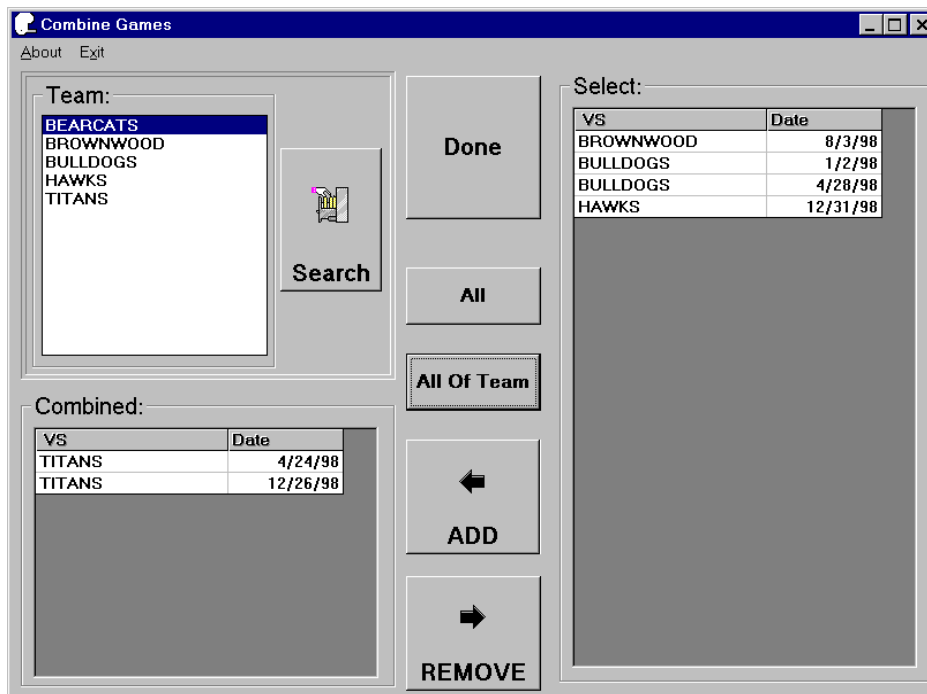 Combine Games
About Exit
Team:
BEARCATS
BROWNWOOD
BULLDOGS
HAWKS
TITANS
Search
Done
All
All Of Team
ADD
REMOVE
Combined:
VS Date
TITANS 4/24/98
TITANS 12/26/98
Select:
VS Date
BROWNWOOD 8/3/98
BULLDOGS 1/2/98
BULLDOGS 4/28/98
HAWKS 12/31/98